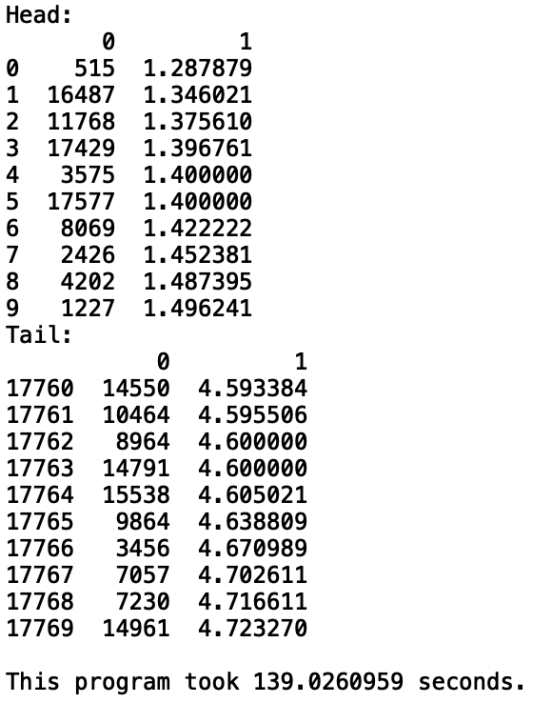 Head:
0 1
0 515 1.287879
1 16487 1.346021
2 11768 1.375610
3 17429 1.396761
4 3575 1.400000
5 17577 1.400000
6 8069 1.422222
7 2426 1.452381
8 4202 1.487395
9 1227 1.496241
Tail:
0 1
17760 14550 4.593384
17761 10464 4.595506
17762 8964 4.600000
17763 14791 4.600000
17764 15538 4.605021
17765 9864 4.638809
17766 3456 4.670989
17767 7057 4.702611
17768 7230 4.716611
17769 14961 4.723270
This program took 139.0260959 seconds.